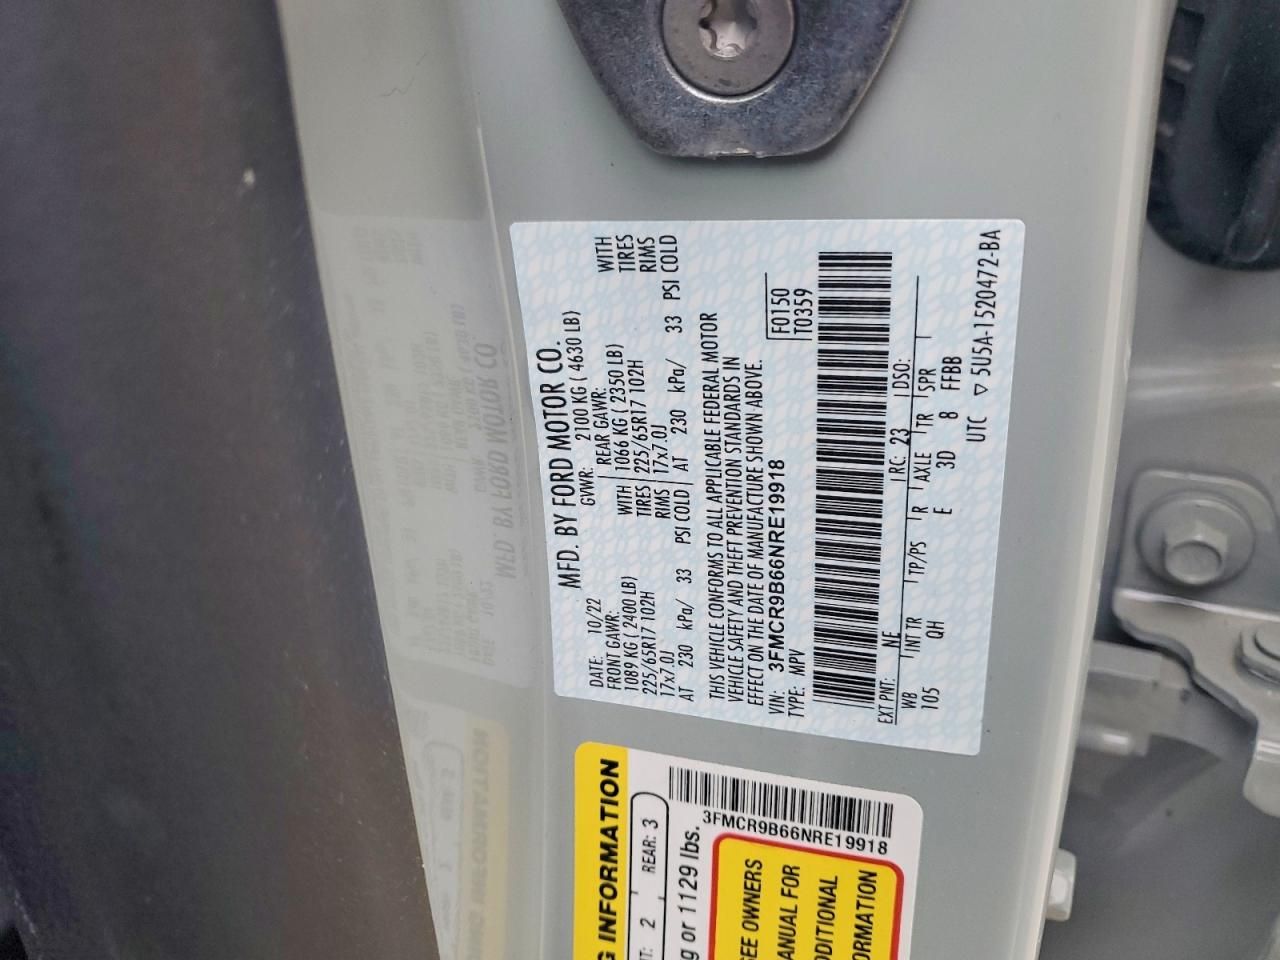 MFD. BY FORD MOTOR CO.
DATE: 10/22 GVWR: 2100 KG ( 4630 LB)
FRONT GAWR: REAR GAWR:
1089 KG ( 2400 LB) WITH 1066 KG ( 2350 LB) WITH
225/65R17 102H TIRES 225/65R17 102H TIRES
17x7.0J RIMS 17x7.0J RIMS
AT 230 kPa/ 33 PSI COLD AT 230 kPa/ 33 PSI COLD
THIS VEHICLE CONFORMS TO ALL APPLICABLE FEDERAL MOTOR
VEHICLE SAFETY AND THEFT PREVENTION STANDARDS IN
EFFECT ON THE DATE OF MANUFACTURE SHOWN ABOVE.
VIN: 3FMCR9B66NRE19918 F0150
TYPE: MPV T0359
EXT PNT: NE RC: 23 DSO:
WB INT TR TP/PS R AXLE TR SPR
105 QH E 3D 8 FFBB
UTC ▽ 5U5A-1520472-BA
G INFORMATION
T: 2 REAR: 3
g or 1129 lbs.
3FMCR9B66NRE19918
SEE OWNERS
MANUAL FOR
ADDITIONAL
INFORMATION